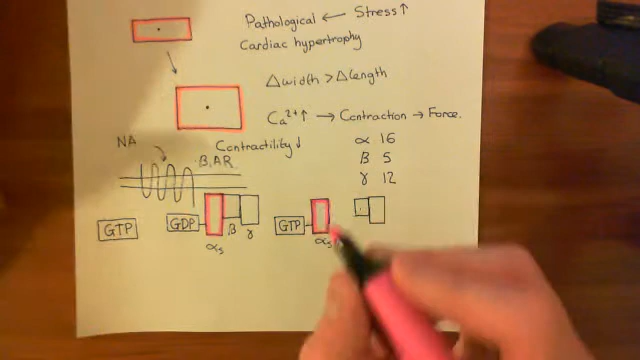 Pathological ← Stress↑
Cardiac hypertrophy
Δwidth > Δlength
Ca²⁺↑ → Contraction → Force.
Contractility↓
α 16
β 5
γ 12
NA
β₁AR
GTP
GDP
β
γ
αs
GTP
αs